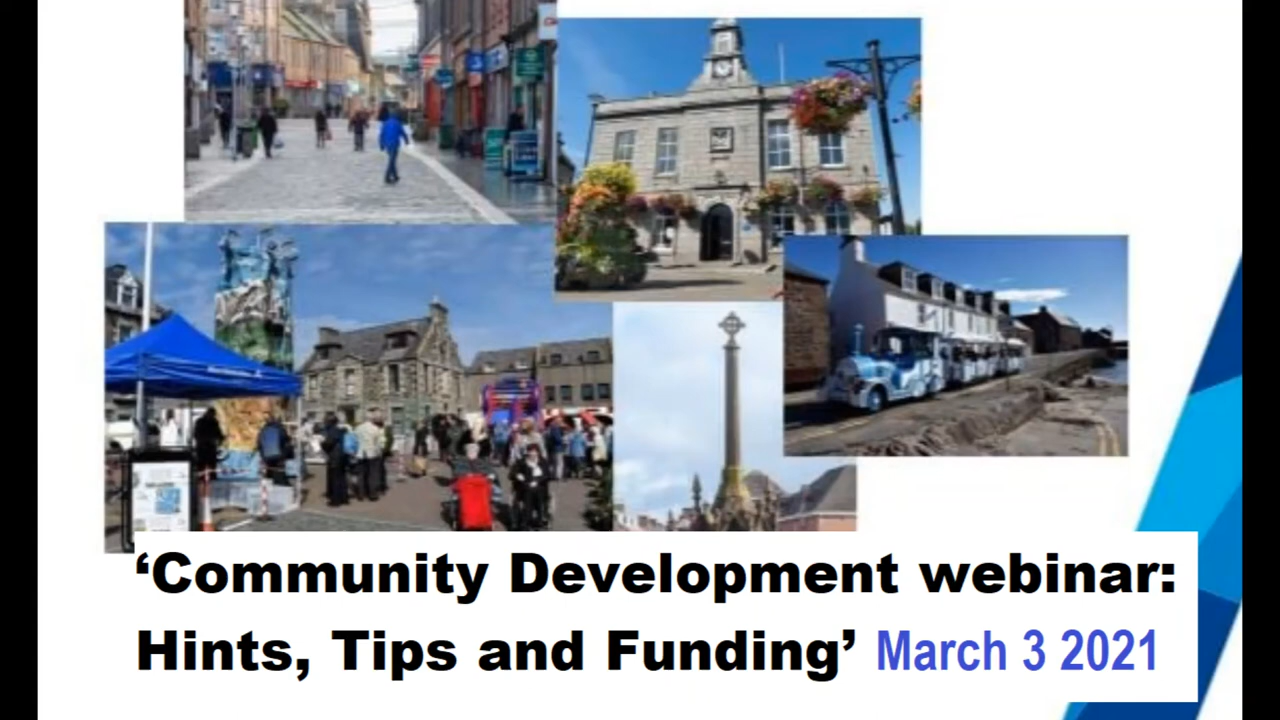 ‘Community Development webinar:
Hints, Tips and Funding’ March 3 2021